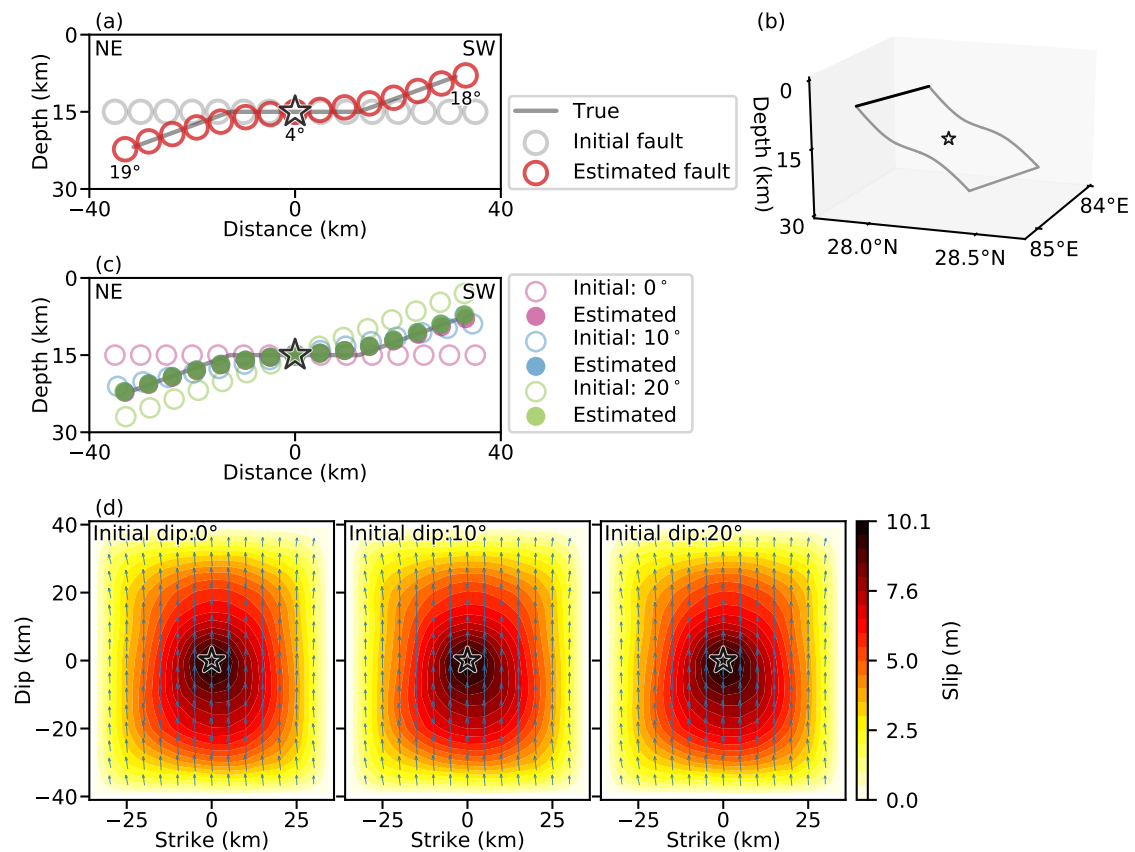 (a)
0
15
30
Depth (km)
NE
SW
19°
4°
18°
−40
0
40
Distance (km)
True
Initial fault
Estimated fault
(b)
0
15
30
Depth (km)
28.0°N
28.5°N
85°E
84°E
(c)
0
15
30
Depth (km)
NE
SW
−40
0
40
Distance (km)
Initial: 0°
Estimated
Initial: 10°
Estimated
Initial: 20°
Estimated
(d)
40
20
0
−20
−40
Dip (km)
Initial dip:0°
Initial dip:10°
Initial dip:20°
−25
0
25
Strike (km)
−25
0
25
Strike (km)
−25
0
25
Strike (km)
10.1
7.6
5.0
2.5
0.0
Slip (m)